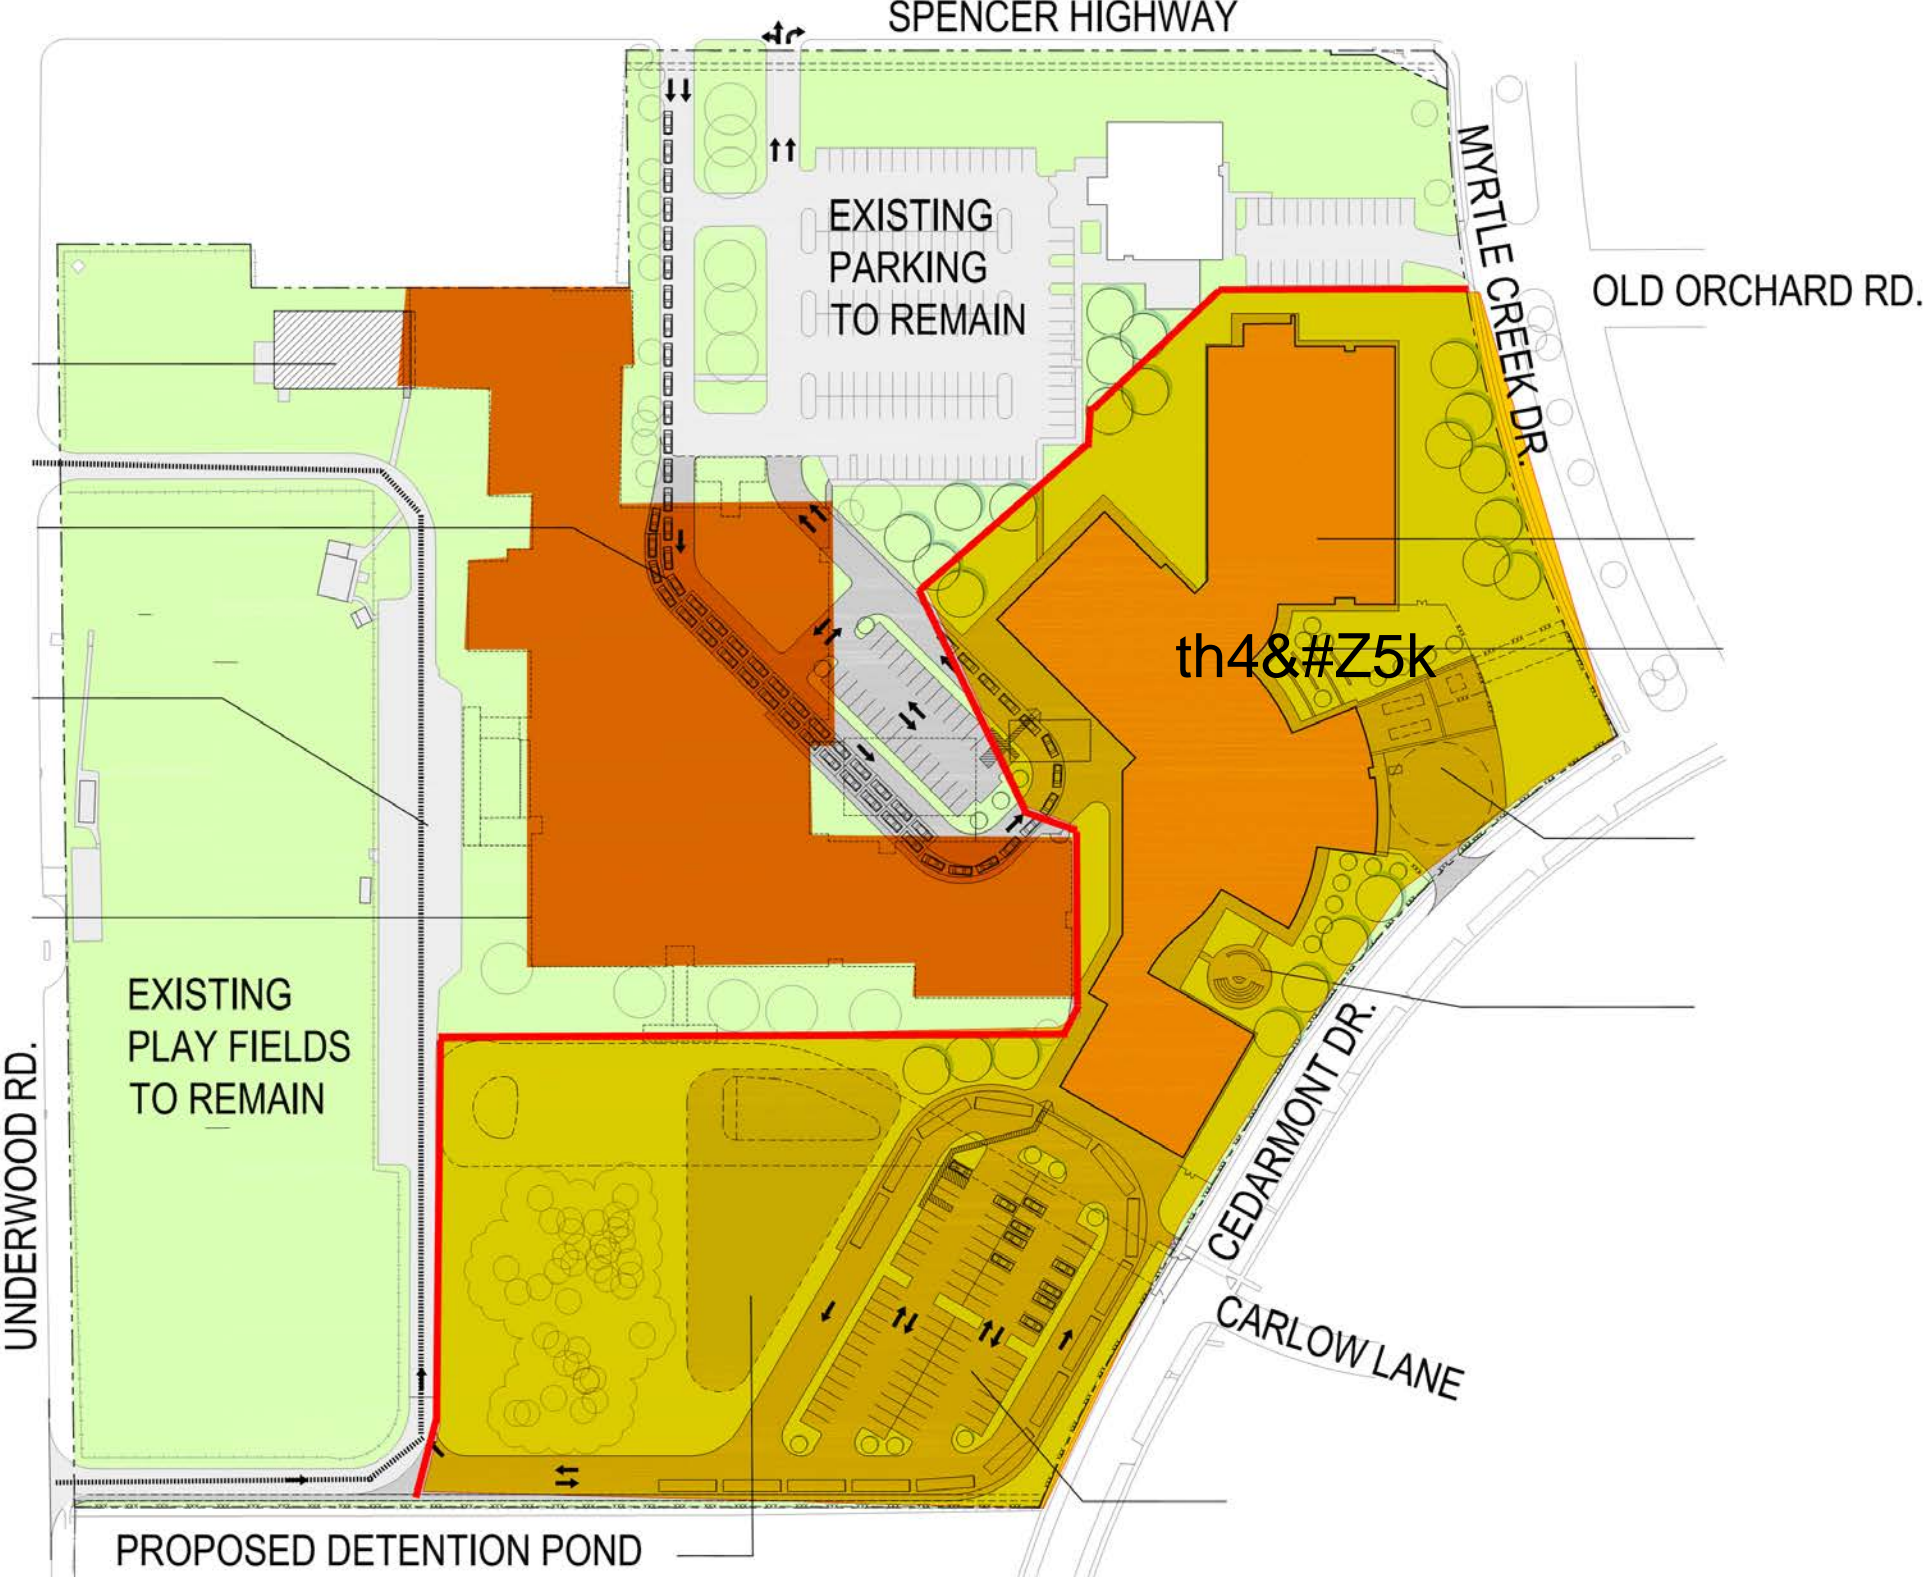 SPENCER HIGHWAY
MYRTLE CREEK DR.
EXISTING
PARKING
TO REMAIN
OLD ORCHARD RD.
th4&#Z5k
EXISTING
PLAY FIELDS
TO REMAIN
UNDERWOOD RD.
CEDARMONT DR.
CARLOW LANE
PROPOSED DETENTION POND